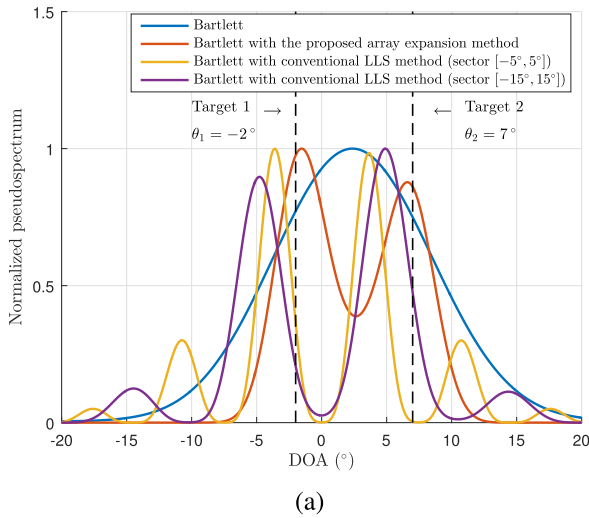 Bartlett
Bartlett with the proposed array expansion method
Bartlett with conventional LLS method (sector [−5°, 5°])
Bartlett with conventional LLS method (sector [−15°, 15°])
Target 1 →
θ₁ = −2°
← Target 2
θ₂ = 7°
Normalized pseudospectrum
1.5
1
0.5
0
-20 -15 -10 -5 0 5 10 15 20
DOA (°)
(a)